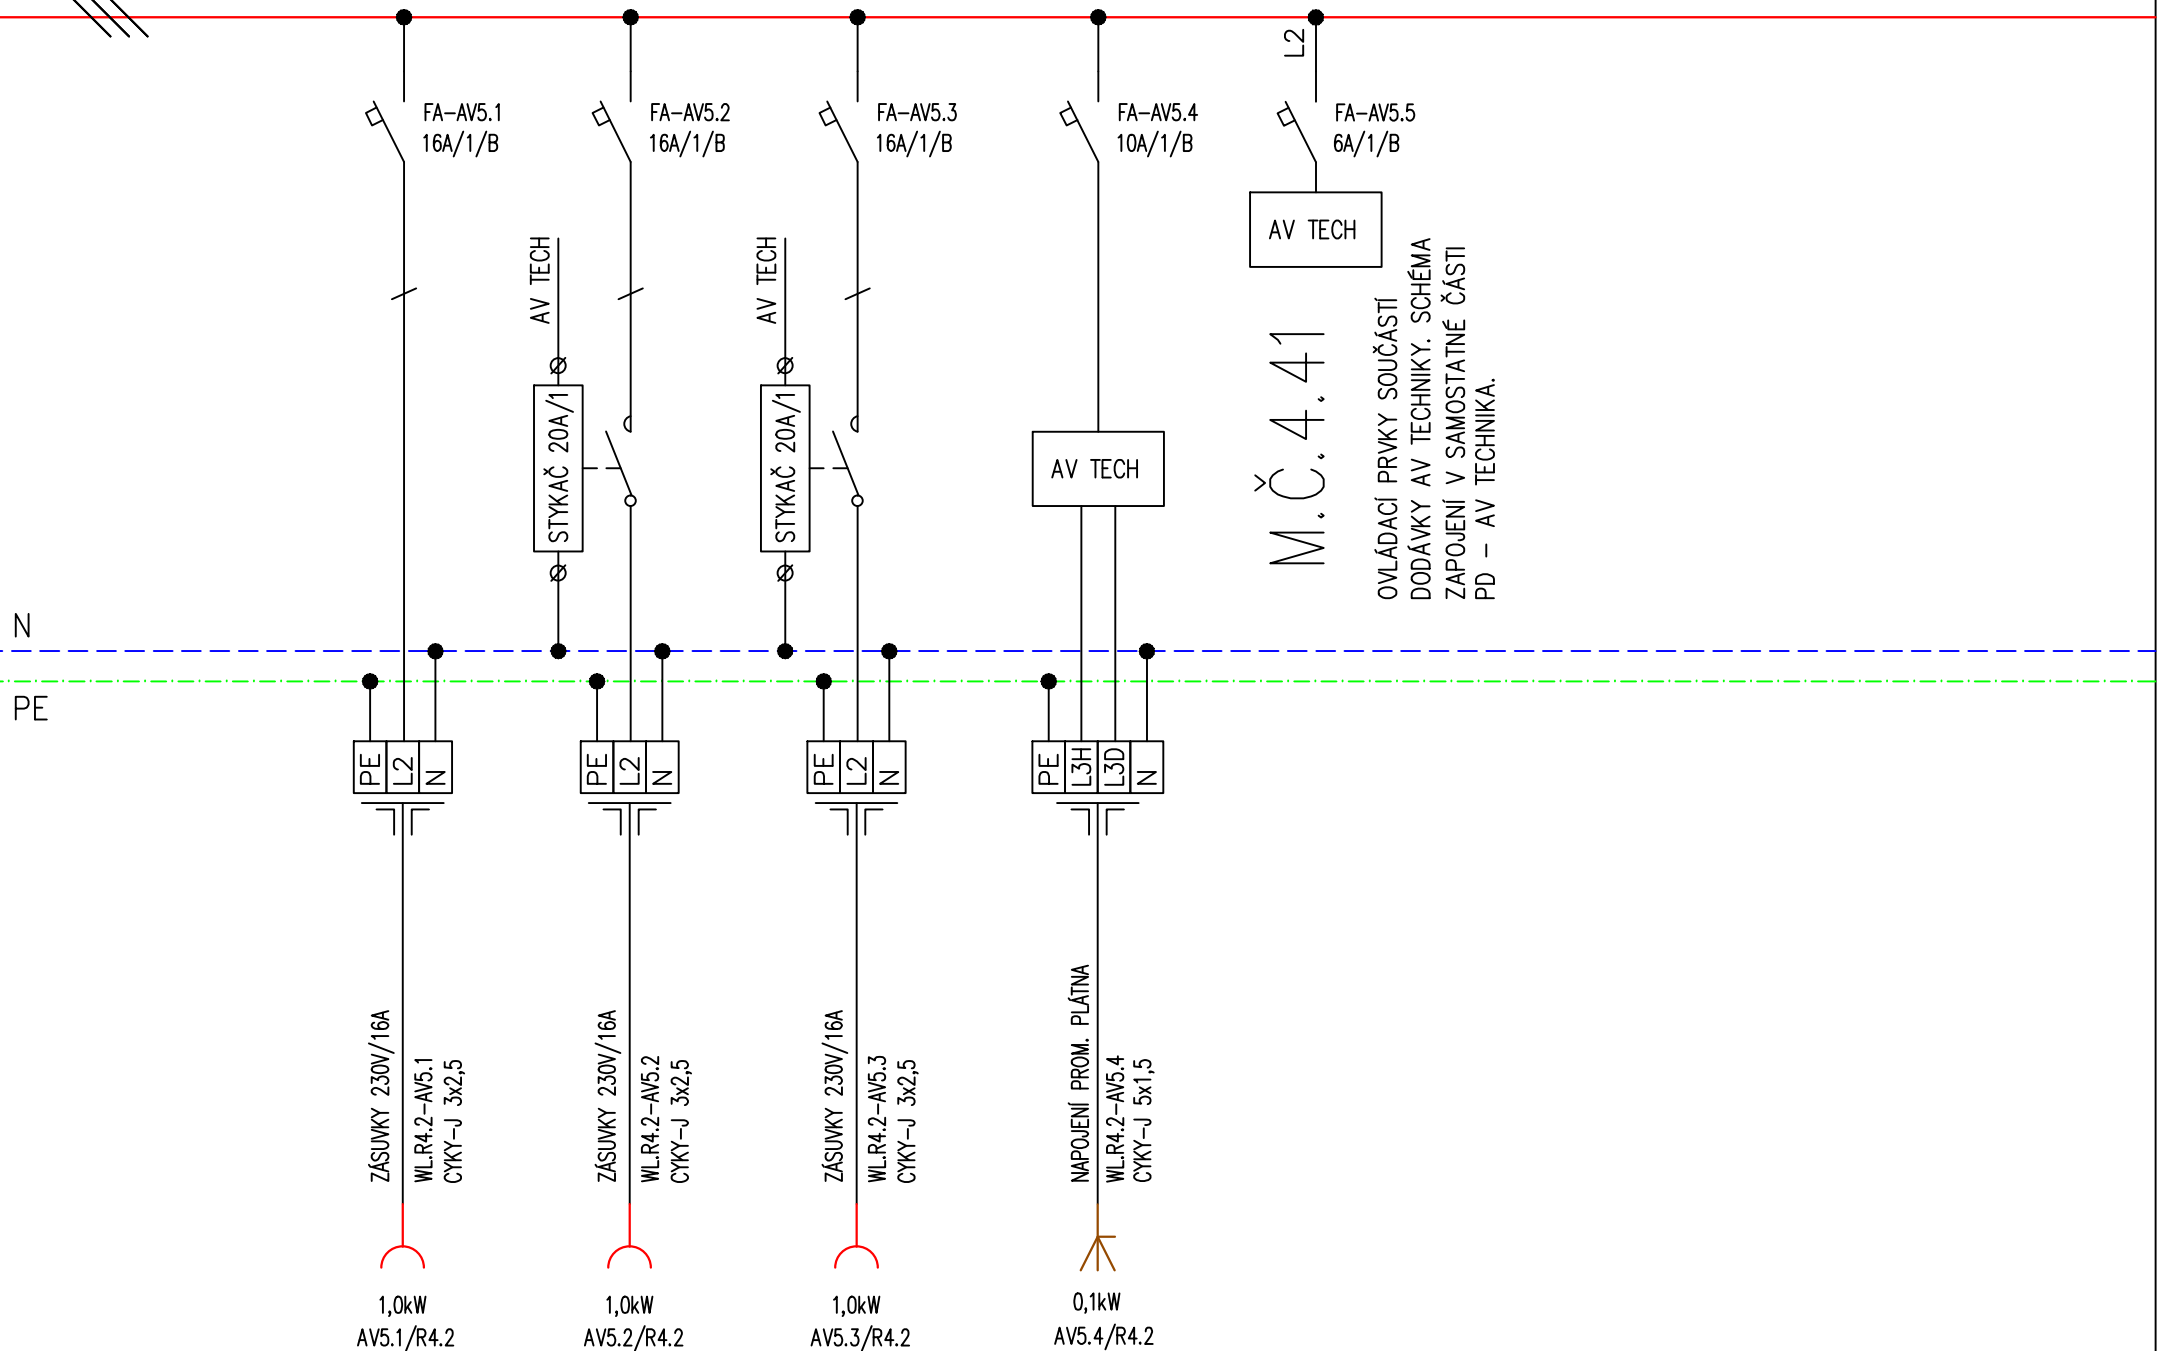 L2
FA-AV5.1
16A/1/B
FA-AV5.2
16A/1/B
FA-AV5.3
16A/1/B
FA-AV5.4
10A/1/B
FA-AV5.5
6A/1/B
AV TECH
AV TECH
AV TECH
STYKAČ 20A/1
STYKAČ 20A/1
AV TECH
M.Č.4.41
OVLÁDACÍ PRVKY SOUČÁSTÍ
DODÁVKY AV TECHNIKY. SCHÉMA
ZAPOJENÍ V SAMOSTATNÉ ČÁSTI
PD - AV TECHNIKA.
N
PE
PE
L2
N
PE
L2
N
PE
L2
N
PE
L3H
L3D
N
ZÁSUVKY 230V/16A
WL.R4.2-AV5.1
CYKY-J 3x2,5
ZÁSUVKY 230V/16A
WL.R4.2-AV5.2
CYKY-J 3x2,5
ZÁSUVKY 230V/16A
WL.R4.2-AV5.3
CYKY-J 3x2,5
NAPOJENÍ PROM. PLÁTNA
WL.R4.2-AV5.4
CYKY-J 5x1,5
1,0kW
AV5.1/R4.2
1,0kW
AV5.2/R4.2
1,0kW
AV5.3/R4.2
0,1kW
AV5.4/R4.2